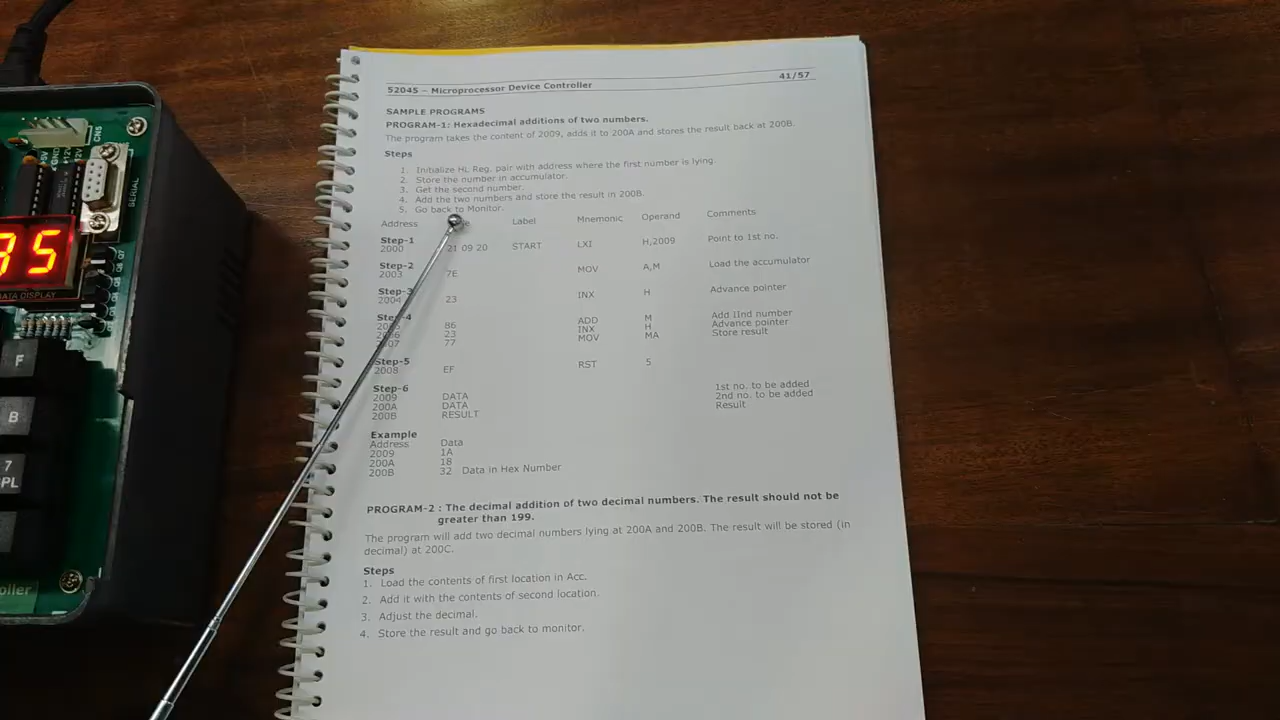 52045 – Microprocessor Device Controller 41/57
SAMPLE PROGRAMS
PROGRAM-1: Hexadecimal additions of two numbers.
The program takes the content of 2009, adds it to 200A and stores the result back at 200B.
Steps
1. Initialize HL Reg. pair with address where the first number is lying.
2. Store the number in accumulator.
3. Get the second number.
4. Add the two numbers and store the result in 200B.
5. Go back to Monitor.
Address Label Mnemonic Operand Comments
Step-1
2000 21 09 20 START LXI H,2009 Point to 1st no.
Step-2
2003 7E MOV A,M Load the accumulator
Step-3
2004 23 INX H Advance pointer
Step-4
86 ADD M Add IInd number
23 INX H Advance pointer
77 MOV MA Store result
Step-5
2008 EF RST 5
Step-6
2009 DATA 1st no. to be added
200A DATA 2nd no. to be added
200B RESULT Result
Example
Address Data
2009 1A
200A 18
200B 32 Data in Hex Number
PROGRAM-2 : The decimal addition of two decimal numbers. The result should not be
greater than 199.
The program will add two decimal numbers lying at 200A and 200B. The result will be stored (in
decimal) at 200C.
Steps
1. Load the contents of first location in Acc.
2. Add it with the contents of second location.
3. Adjust the decimal.
4. Store the result and go back to monitor.
CN5
SERIAL
5
DATA DISPLAY
F
B
7